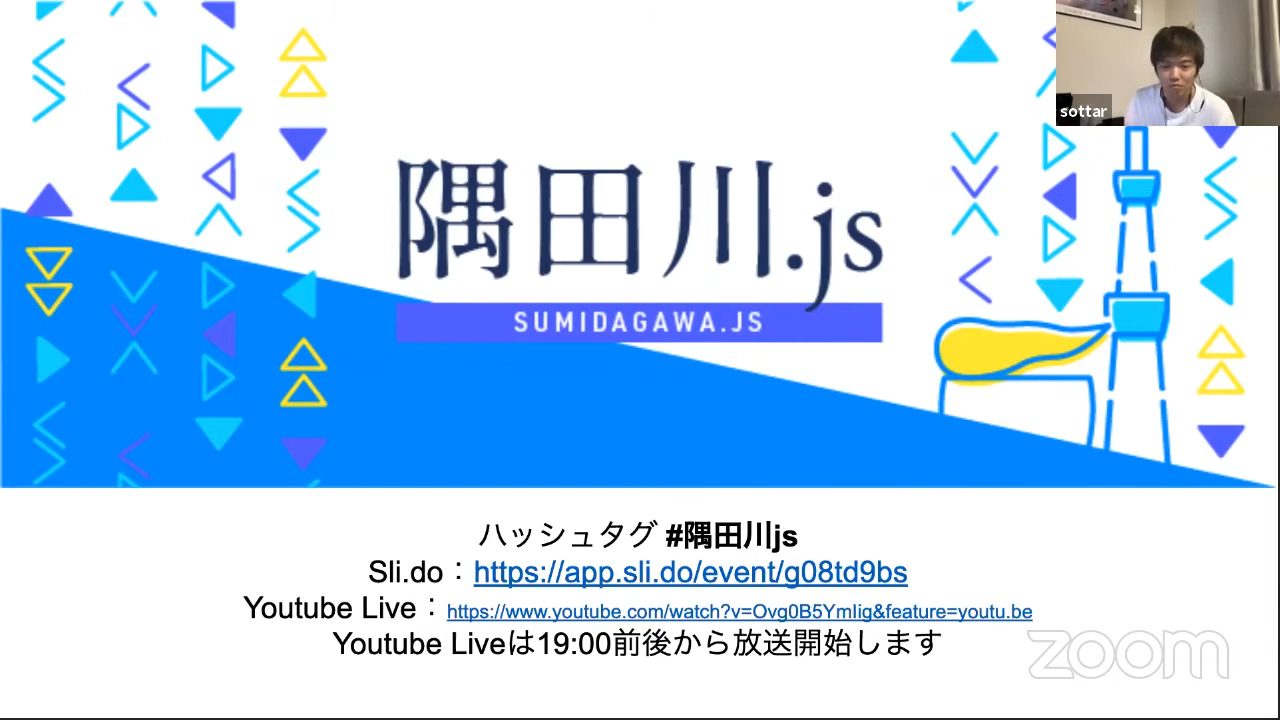 sottar
隅田川.js
SUMIDAGAWA.JS
ハッシュタグ #隅田川js
Sli.do：https://app.sli.do/event/g08td9bs
Youtube Live：https://www.youtube.com/watch?v=Ovg0B5YmIig&feature=youtu.be
Youtube Liveは19:00前後から放送開始します
zoom